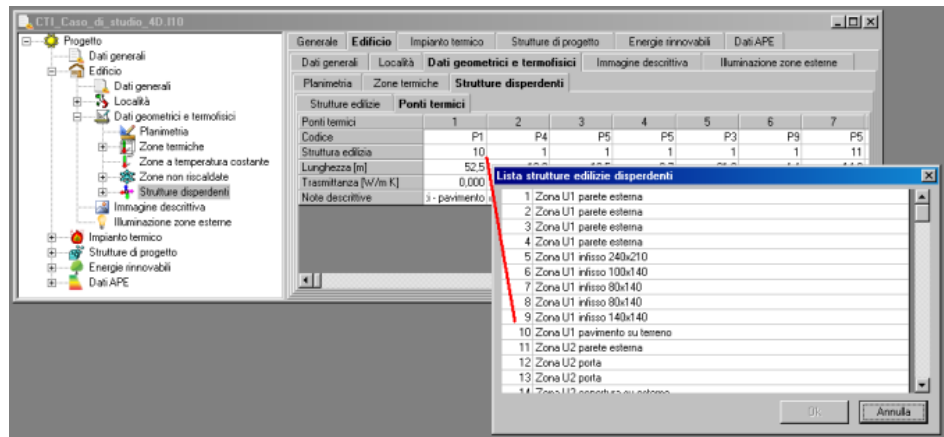 CTI_Caso_di_studio_4D.I10
Progetto
Dati generali
Edificio
Dati generali
Località
Dati geometrici e termofisici
Planimetria
Zone termiche
Zone a temperatura costante
Zone non riscaldate
Strutture disperdenti
Immagine descrittiva
Illuminazione zone esterne
Impianto termico
Strutture di progetto
Energie rinnovabili
Dati APE
Generale Edificio Impianto termico Strutture di progetto Energie rinnovabili Dati APE
Dati generali Località Dati geometrici e termofisici Immagine descrittiva Illuminazione zone esterne
Planimetria Zone termiche Strutture disperdenti
Strutture edilizie Ponti termici
Ponti termici 1 2 3 4 5 6 7
Codice P1 P4 P5 P5 P3 P9 P5
Struttura edilizia 10 1 1 1 1 1 11
Lunghezza [m] 52,5
Trasmittanza [W/m K] 0,000
Note descrittive - pavimento
Lista strutture edilizie disperdenti
1 Zona U1 parete esterna
2 Zona U1 parete esterna
3 Zona U1 parete esterna
4 Zona U1 parete esterna
5 Zona U1 infisso 240x210
6 Zona U1 infisso 100x140
7 Zona U1 infisso 80x140
8 Zona U1 infisso 80x140
9 Zona U1 infisso 140x140
10 Zona U1 pavimento su terreno
11 Zona U2 parete esterna
12 Zona U2 porta
13 Zona U2 porta
14 Zona U2 copertura su esterno
Ok Annulla